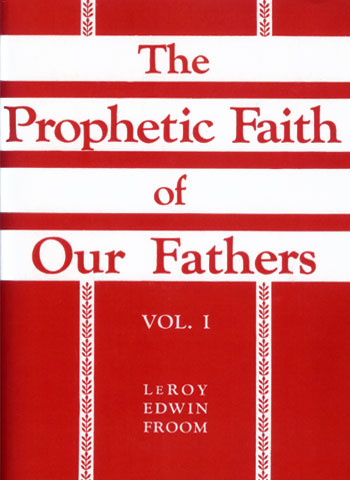 The
Prophetic Faith
of
Our Fathers
VOL. I
LEROY
EDWIN
FROOM